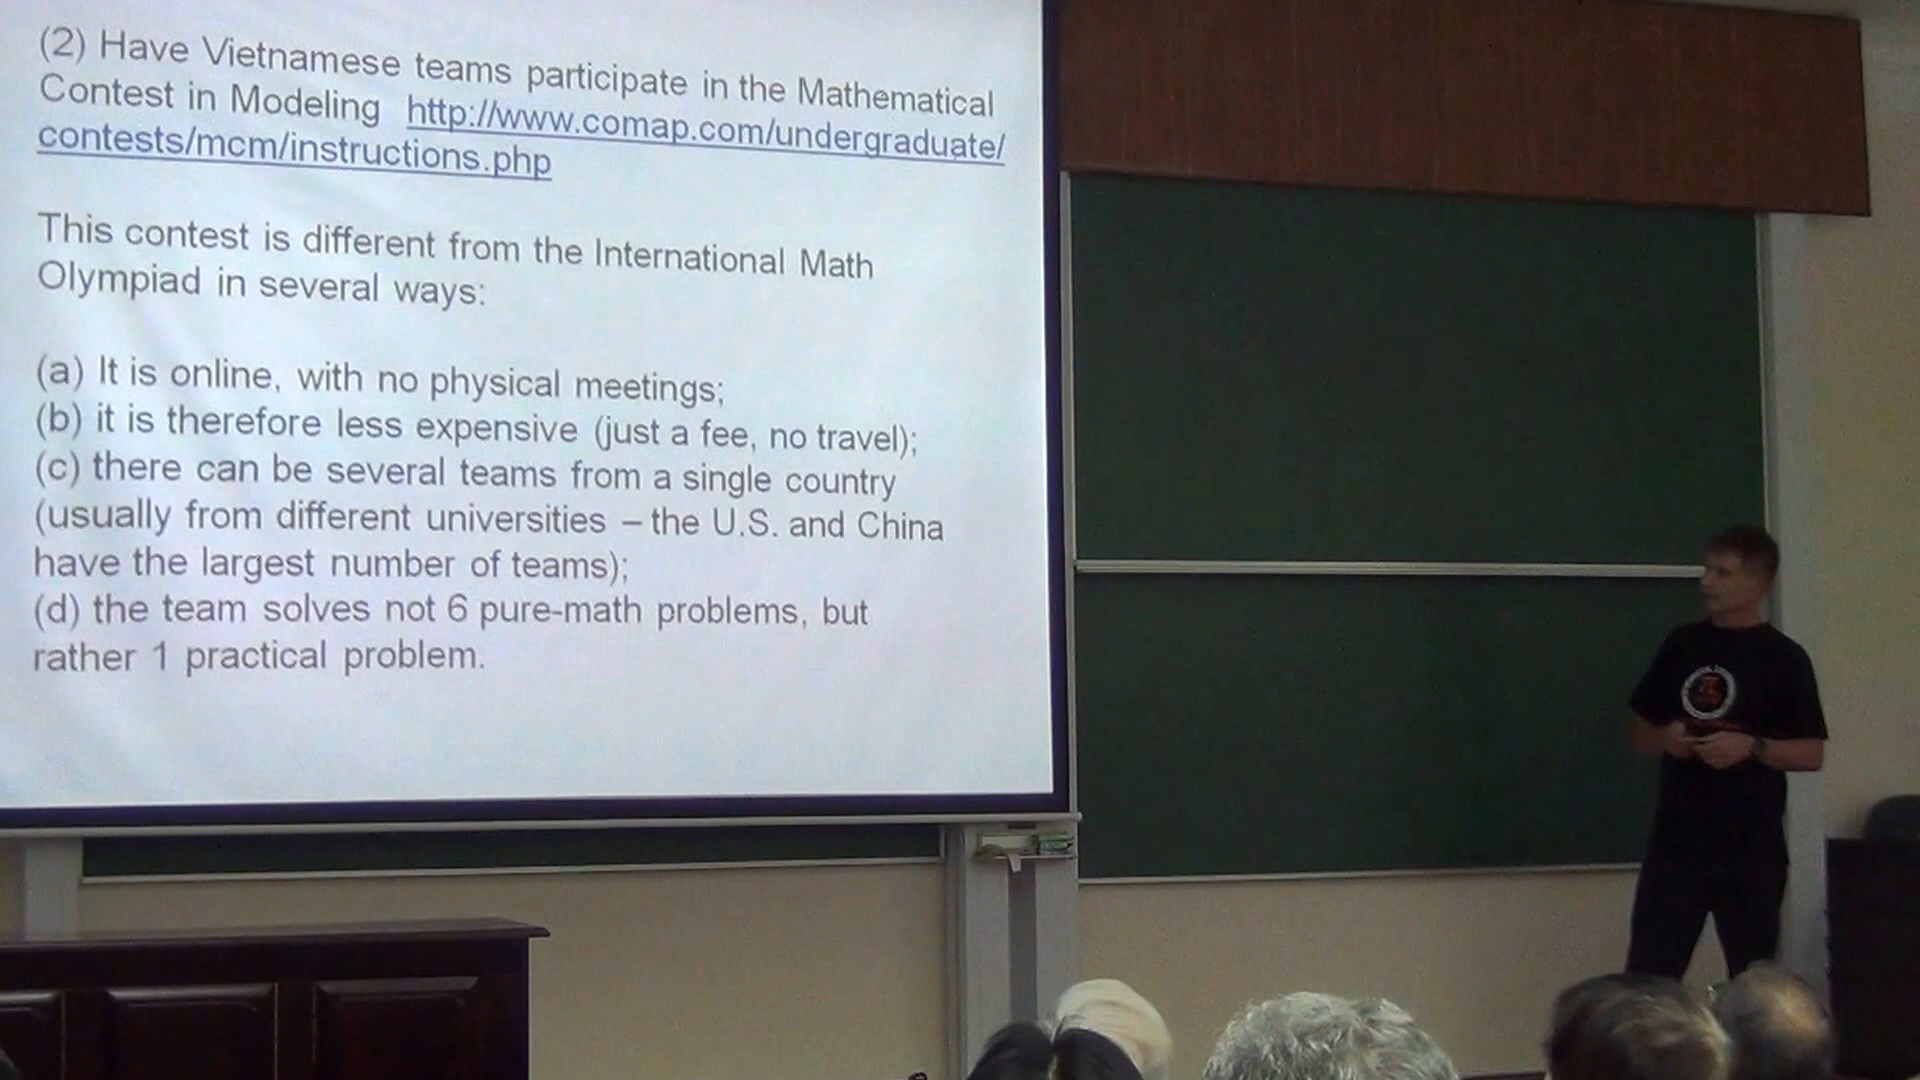 (2) Have Vietnamese teams participate in the Mathematical
Contest in Modeling http://www.comap.com/undergraduate/
contests/mcm/instructions.php
This contest is different from the International Math
Olympiad in several ways:
(a) It is online, with no physical meetings;
(b) it is therefore less expensive (just a fee, no travel);
(c) there can be several teams from a single country
(usually from different universities – the U.S. and China
have the largest number of teams);
(d) the team solves not 6 pure-math problems, but
rather 1 practical problem.